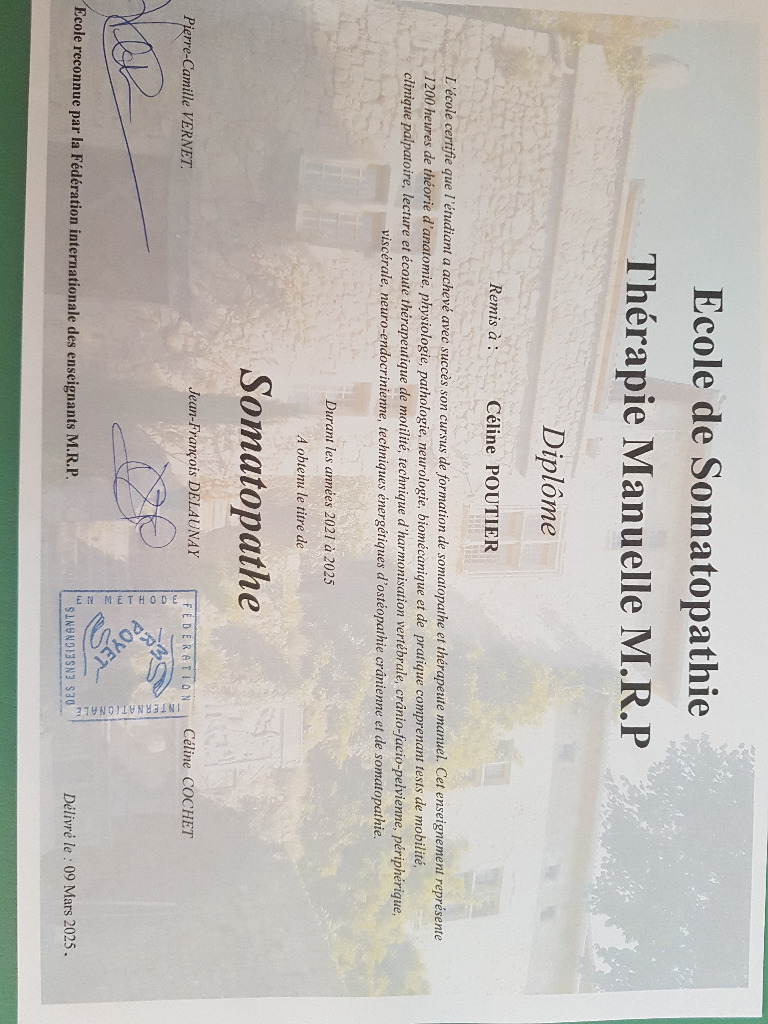 Ecole de Somatopathie
Thérapie Manuelle M.R.P
Diplôme
Remis à : Céline POUTIER
L'école certifie que l'étudiant a achevé avec succès son cursus de formation de somatopathe et thérapeute manuel. Cet enseignement représente
1200 heures de théorie d'anatomie, physiologie, pathologie, neurologie, biomécanique et de pratique comprenant tests de mobilité,
clinique palpatoire, lecture et écoute thérapeutique de motilité, technique d'harmonisation vertébrale, crânio-facio-pelvienne, périphérique,
viscérale, neuro-endocrinienne, techniques énergétiques d'ostéopathie crânienne et de somatopathie.
Durant les années 2021 à 2025
A obtenu le titre de
Somatopathe
Pierre-Camille VERNET. Jean-François DELAUNAY Céline COCHET
FÉDÉRATION
INTERNATIONALE
DES ENSEIGNANTS
EN MÉTHODE
POYET
Ecole reconnue par la Fédération internationale des enseignants M.R.P. Délivré le : 09 Mars 2025.